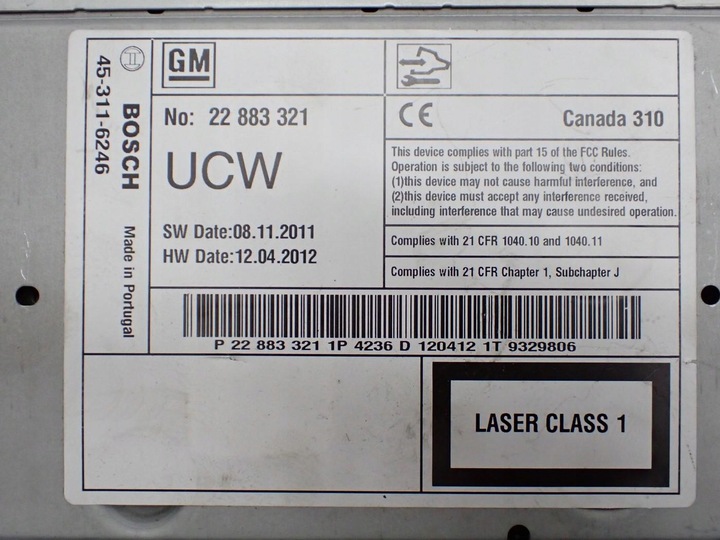 GM
No: 22 883 321
UCW
SW Date:08.11.2011
HW Date:12.04.2012
BOSCH
Made in Portugal
45-311-6246
CE
Canada 310
This device complies with part 15 of the FCC Rules.
Operation is subject to the following two conditions:
(1)this device may not cause harmful interference, and
(2)this device must accept any interference received,
including interference that may cause undesired operation.
Complies with 21 CFR 1040.10 and 1040.11
Complies with 21 CFR Chapter 1, Subchapter J
P 22 883 321 1P 4236 D 120412 1T 9329806
LASER CLASS 1